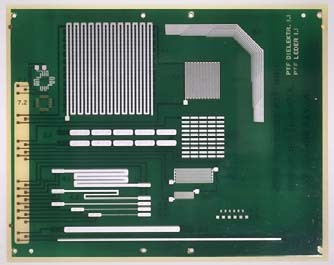 PTF DIELEKTR. 1.1
PTF LEDER 1.1
7.2